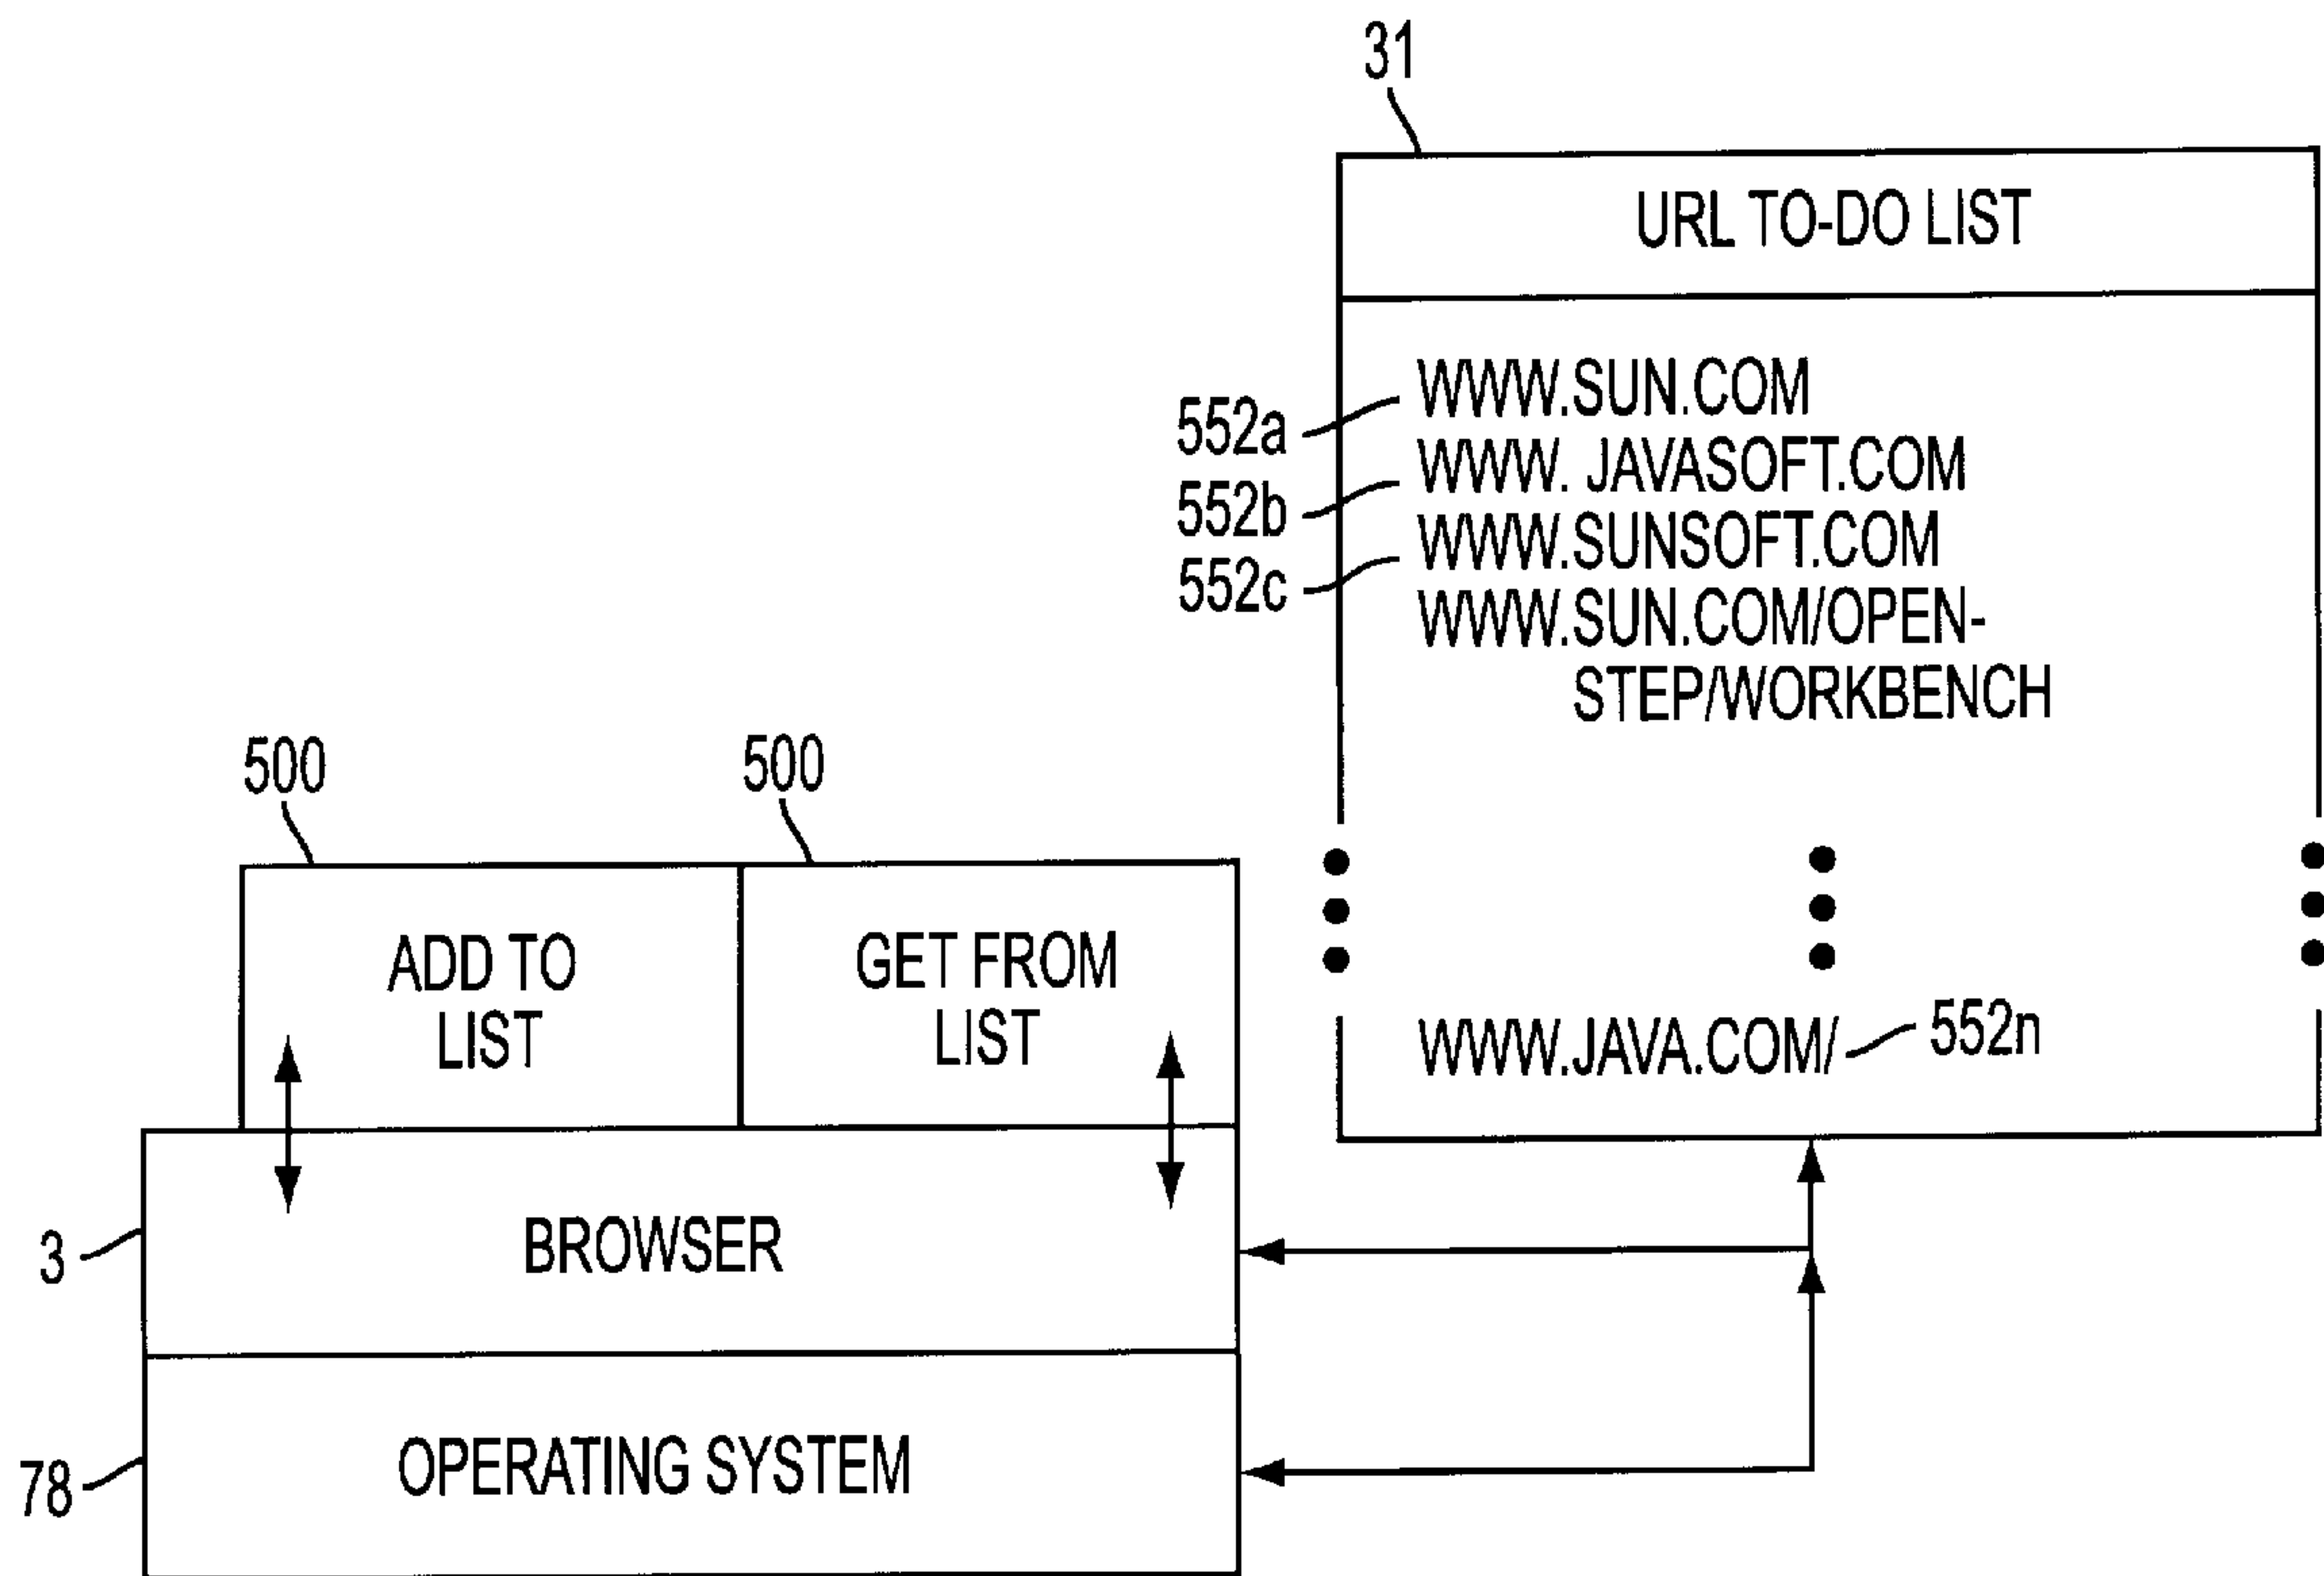 31
URL TO-DO LIST
552a
WWW.SUN.COM
552b
WWW. JAVASOFT.COM
552c
WWW.SUNSOFT.COM
WWW.SUN.COM/OPEN-
STEP/WORKBENCH
WWW.JAVA.COM/
552n
500
500
ADD TO
LIST
GET FROM
LIST
3
BROWSER
78
OPERATING SYSTEM